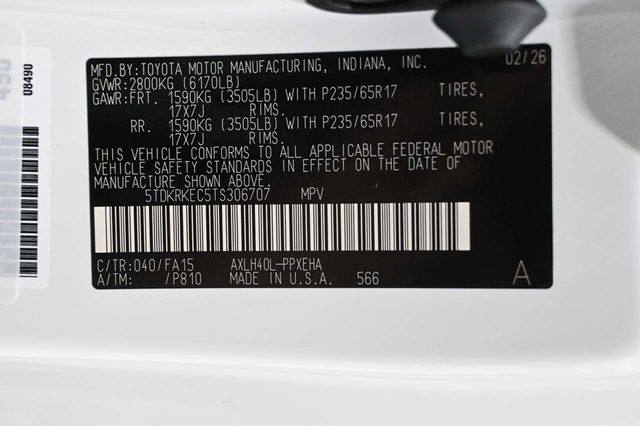 MFD.BY:TOYOTA MOTOR MANUFACTURING, INDIANA, INC. 02/26
GVWR:2800KG (6170LB)
GAWR:FRT. 1590KG (3505LB) WITH P235/65R17 TIRES,
17X7J RIMS.
RR. 1590KG (3505LB) WITH P235/65R17 TIRES,
17X7J RIMS.
THIS VEHICLE CONFORMS TO ALL APPLICABLE FEDERAL MOTOR
VEHICLE SAFETY STANDARDS IN EFFECT ON THE DATE OF
MANUFACTURE SHOWN ABOVE.
5TDKRKEC5TS306707 MPV
C/TR:040/FA15 AXLH40L-PPXEHA
A/TM: /P810 MADE IN U.S.A. 566 A
08490
490